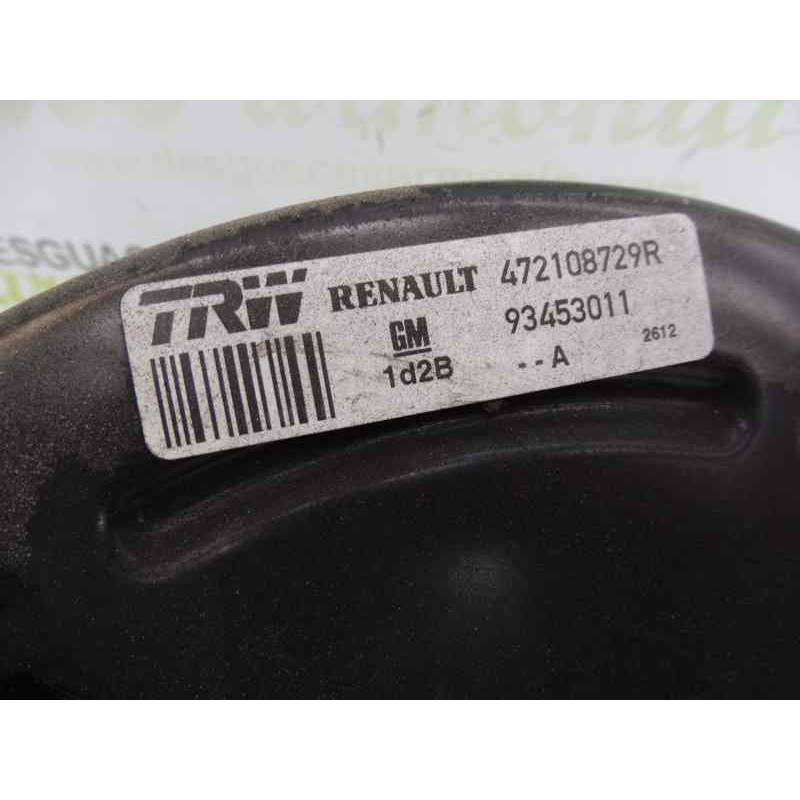 TRW RENAULT 472108729R
GM 93453011
1d2B --A 2612